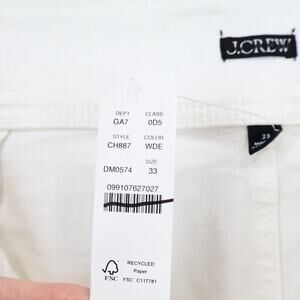 J.CREW
33
DEPT CLASS
GA7 0D5
STYLE COLOR
CH887 WDE
SIZE
DM0574 33
099107627027
RECYCLED
Paper
FSC
FSC C117781